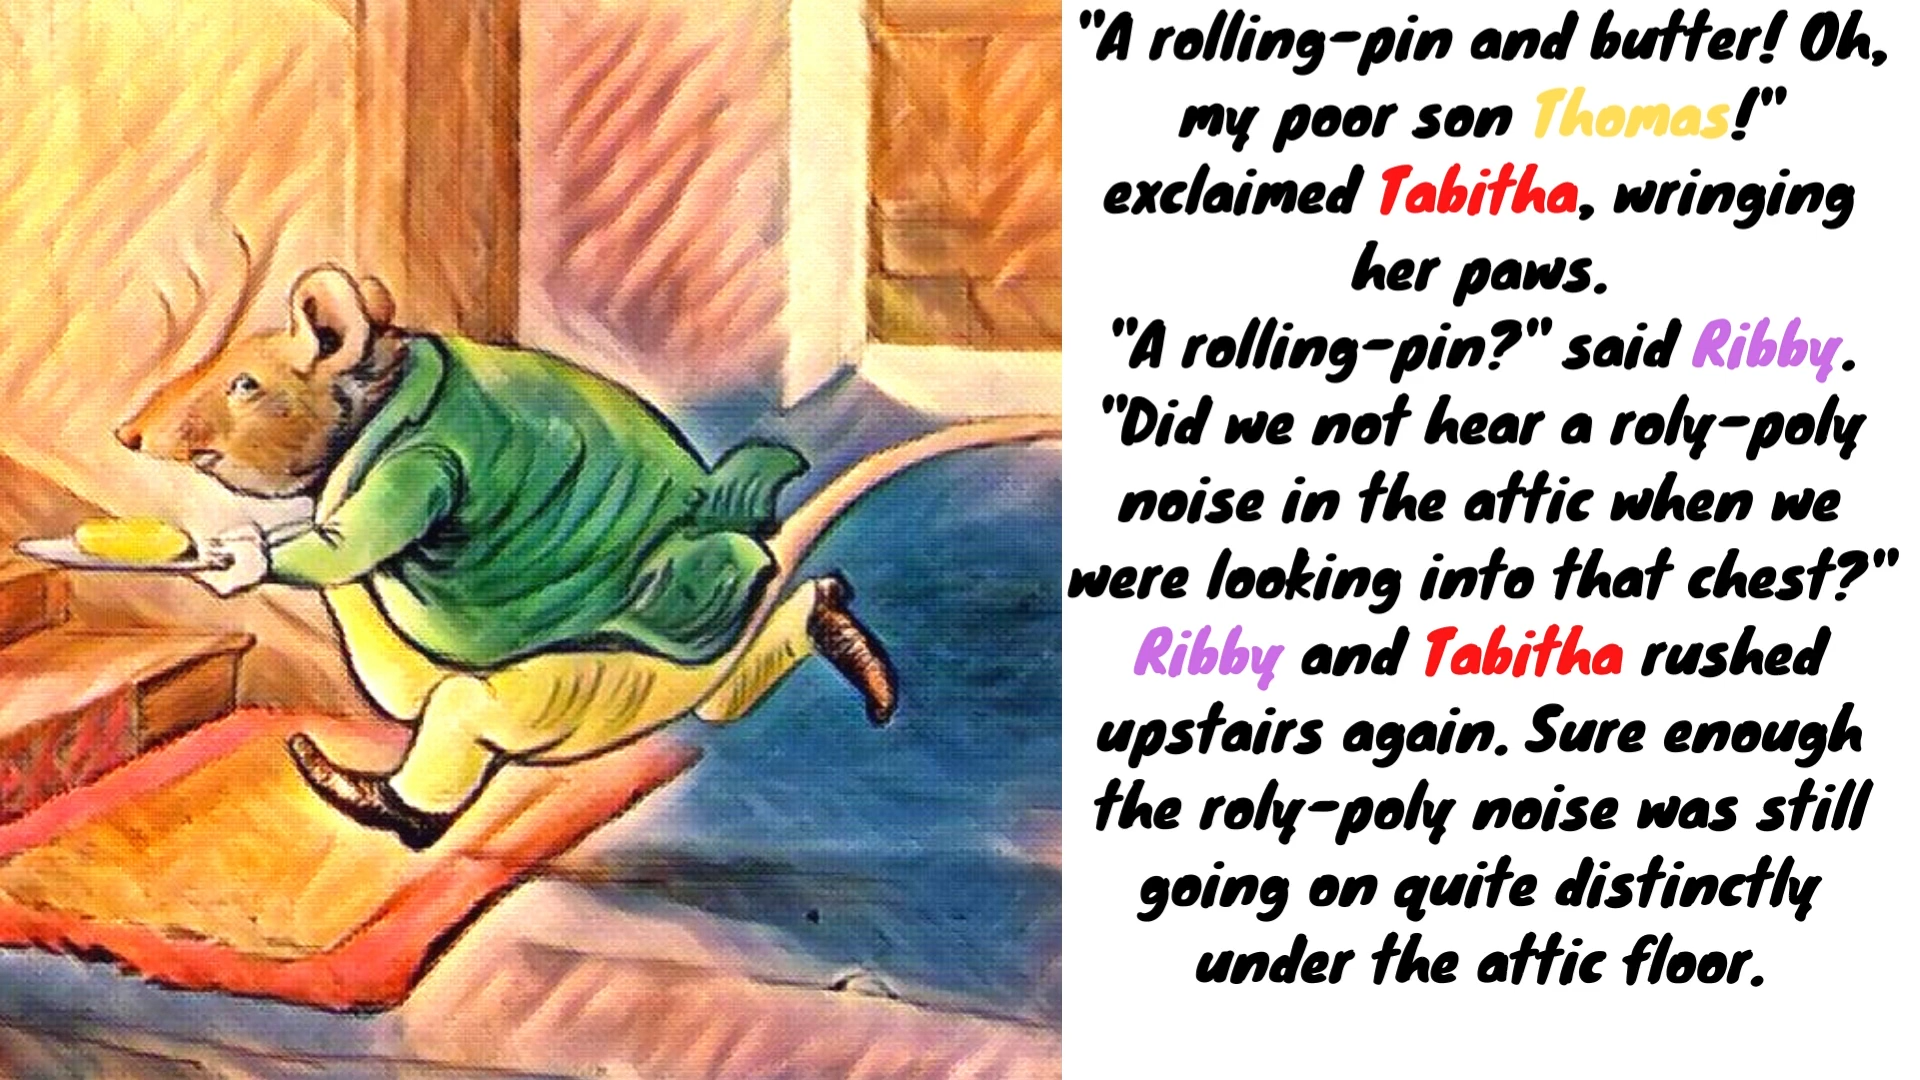 "A rolling-pin and butter! Oh,
my poor son Thomas!"
exclaimed Tabitha, wringing
her paws.
"A rolling-pin?" said Ribby.
"Did we not hear a roly-poly
noise in the attic when we
were looking into that chest?"
Ribby and Tabitha rushed
upstairs again. Sure enough
the roly-poly noise was still
going on quite distinctly
under the attic floor.